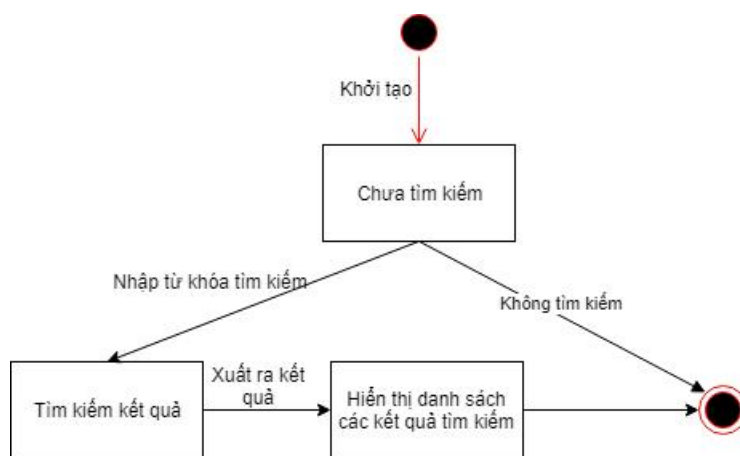 Khởi tạo
Chưa tìm kiếm
Nhập từ khóa tìm kiếm
Không tìm kiếm
Tìm kiếm kết quả
Xuất ra kết
quả
Hiển thị danh sách
các kết quả tìm kiếm